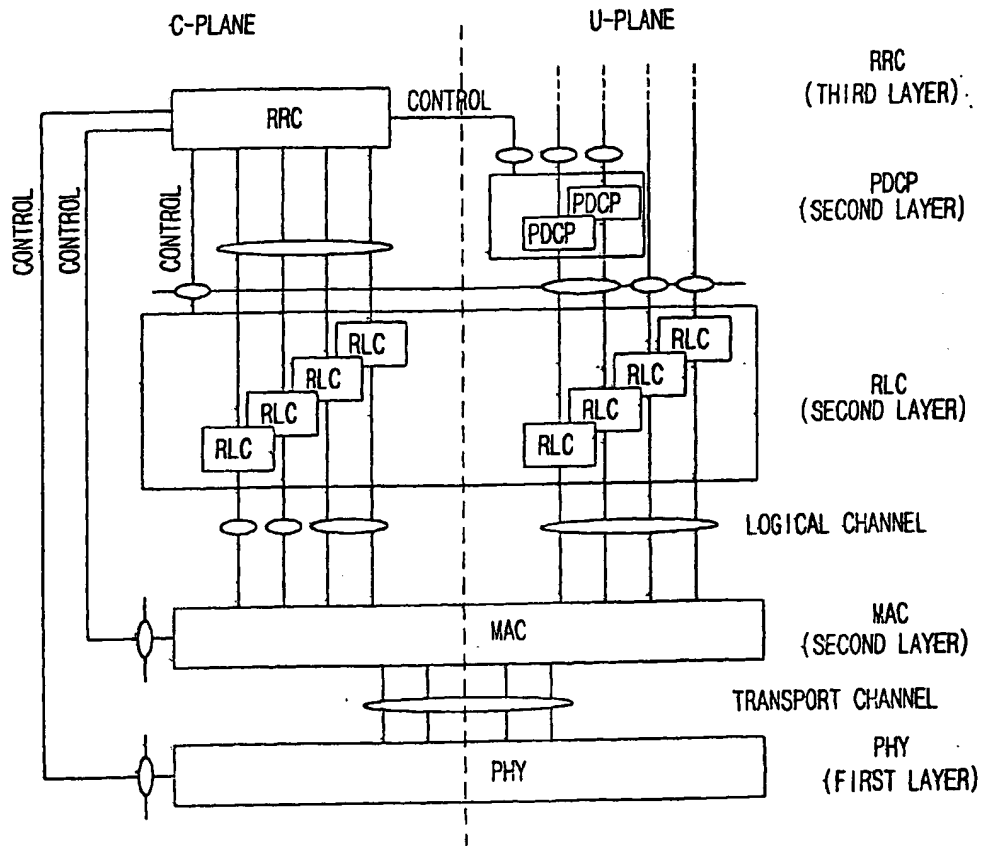 C-PLANE
U-PLANE
RRC
(THIRD LAYER)
RRC
CONTROL
CONTROL
CONTROL
CONTROL
PDCP
PDCP
PDCP
(SECOND LAYER)
RLC
RLC
RLC
RLC
RLC
RLC
RLC
RLC
RLC
(SECOND LAYER)
LOGICAL CHANNEL
MAC
MAC
(SECOND LAYER)
TRANSPORT CHANNEL
PHY
PHY
(FIRST LAYER)